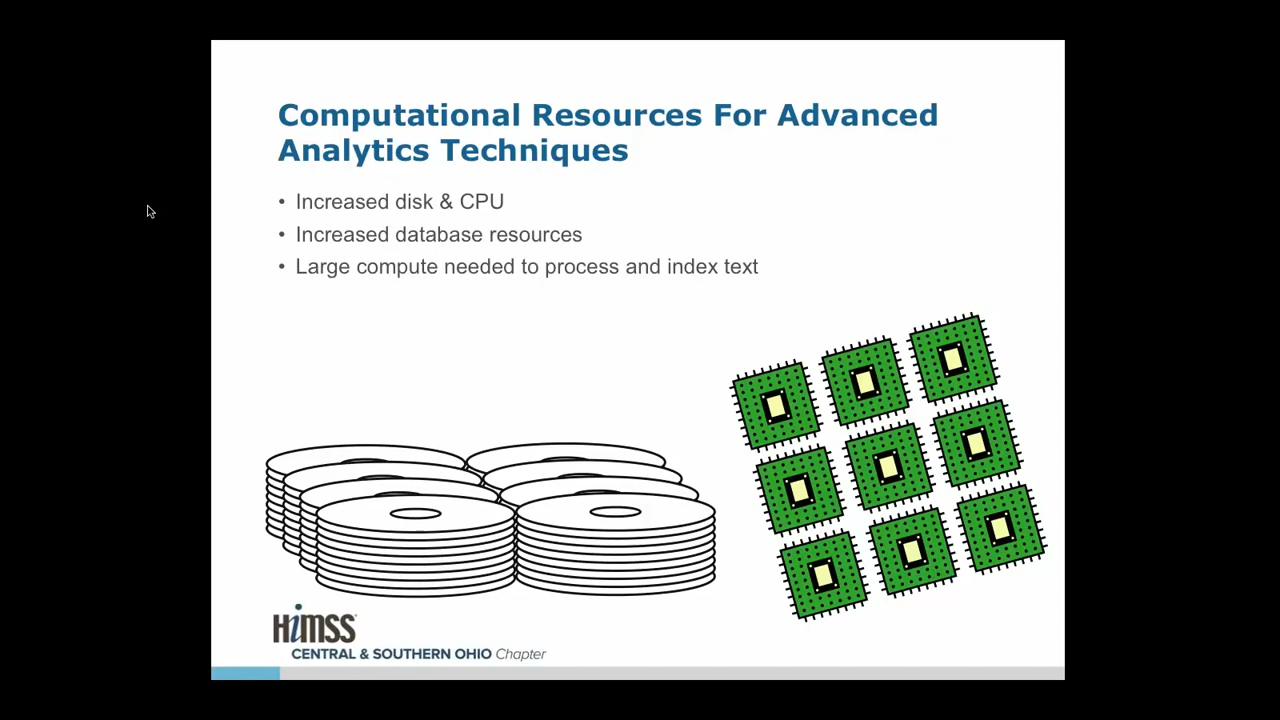 Computational Resources For Advanced
Analytics Techniques
• Increased disk & CPU
• Increased database resources
• Large compute needed to process and index text
HiMSS
CENTRAL & SOUTHERN OHIO Chapter